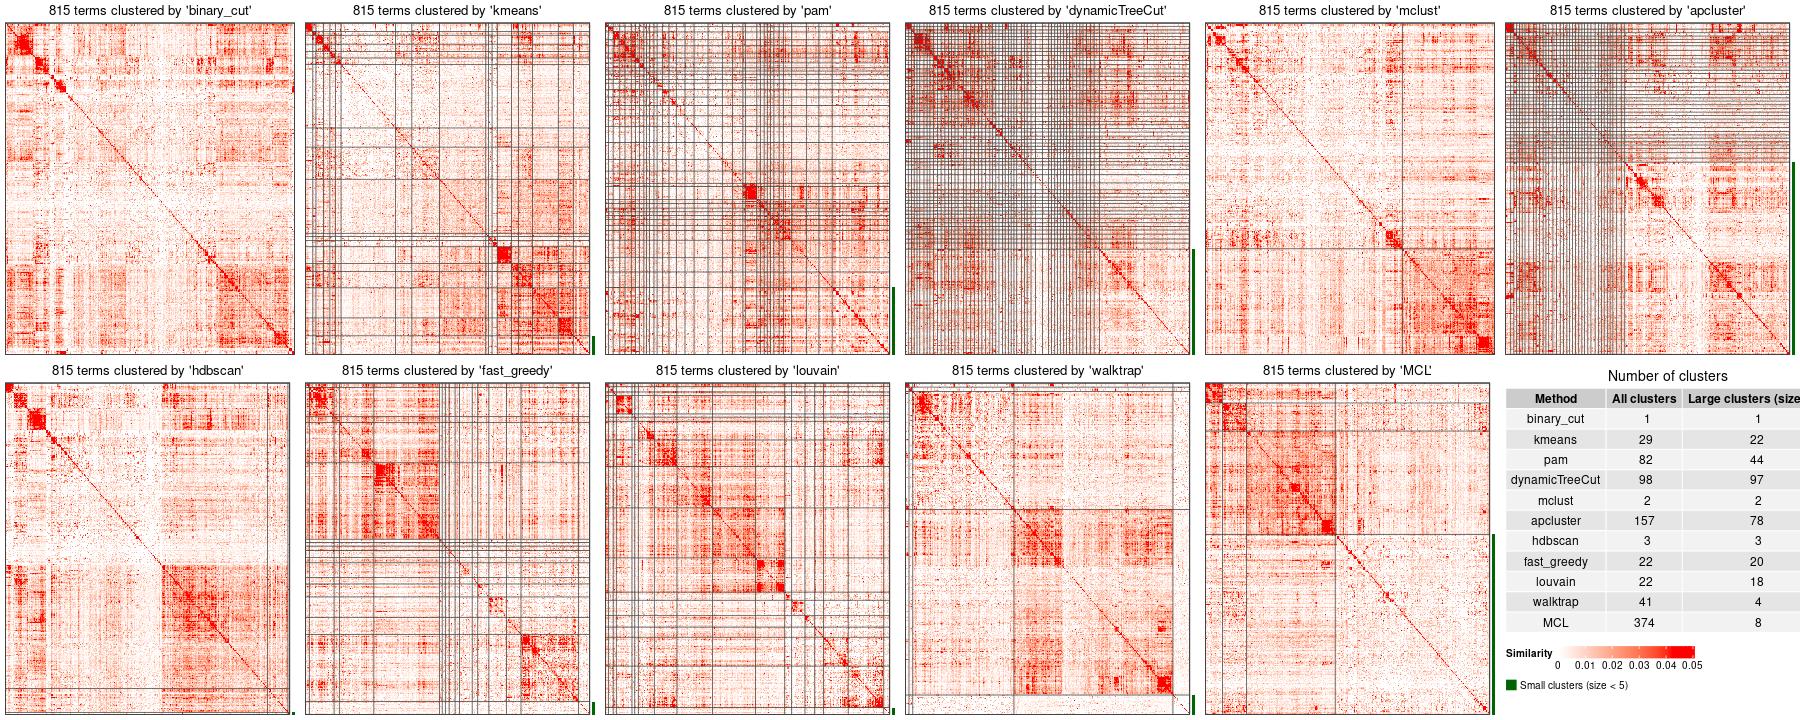 815 terms clustered by 'binary_cut'
815 terms clustered by 'kmeans'
815 terms clustered by 'pam'
815 terms clustered by 'dynamicTreeCut'
815 terms clustered by 'mclust'
815 terms clustered by 'apcluster'
815 terms clustered by 'hdbscan'
815 terms clustered by 'fast_greedy'
815 terms clustered by 'louvain'
815 terms clustered by 'walktrap'
815 terms clustered by 'MCL'
Number of clusters
Method All clusters Large clusters (size
binary_cut 1 1
kmeans 29 22
pam 82 44
dynamicTreeCut 98 97
mclust 2 2
apcluster 157 78
hdbscan 3 3
fast_greedy 22 20
louvain 22 18
walktrap 41 4
MCL 374 8
Similarity
0 0.01 0.02 0.03 0.04 0.05
Small clusters (size < 5)